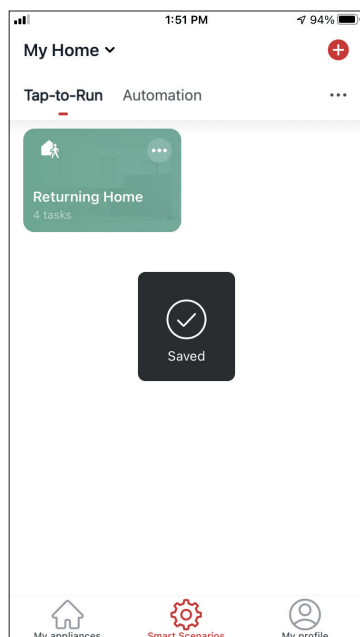 1:51 PM
94%
My Home
Tap-to-Run Automation
Returning Home
4 tasks
Saved
My appliances Smart Scenarios My profile